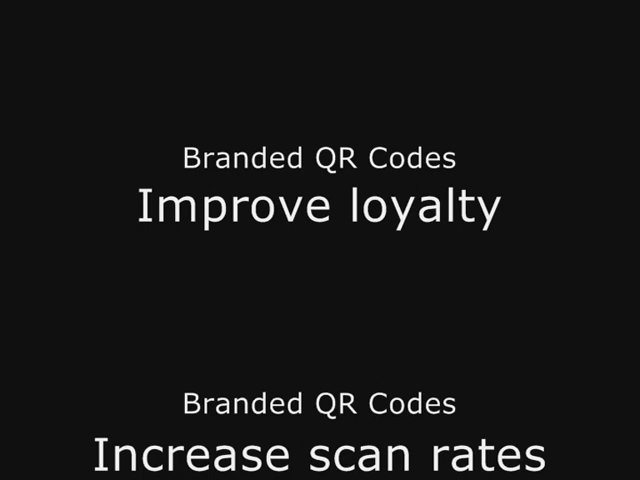 Branded QR Codes
Improve loyalty
Branded QR Codes
Increase scan rates